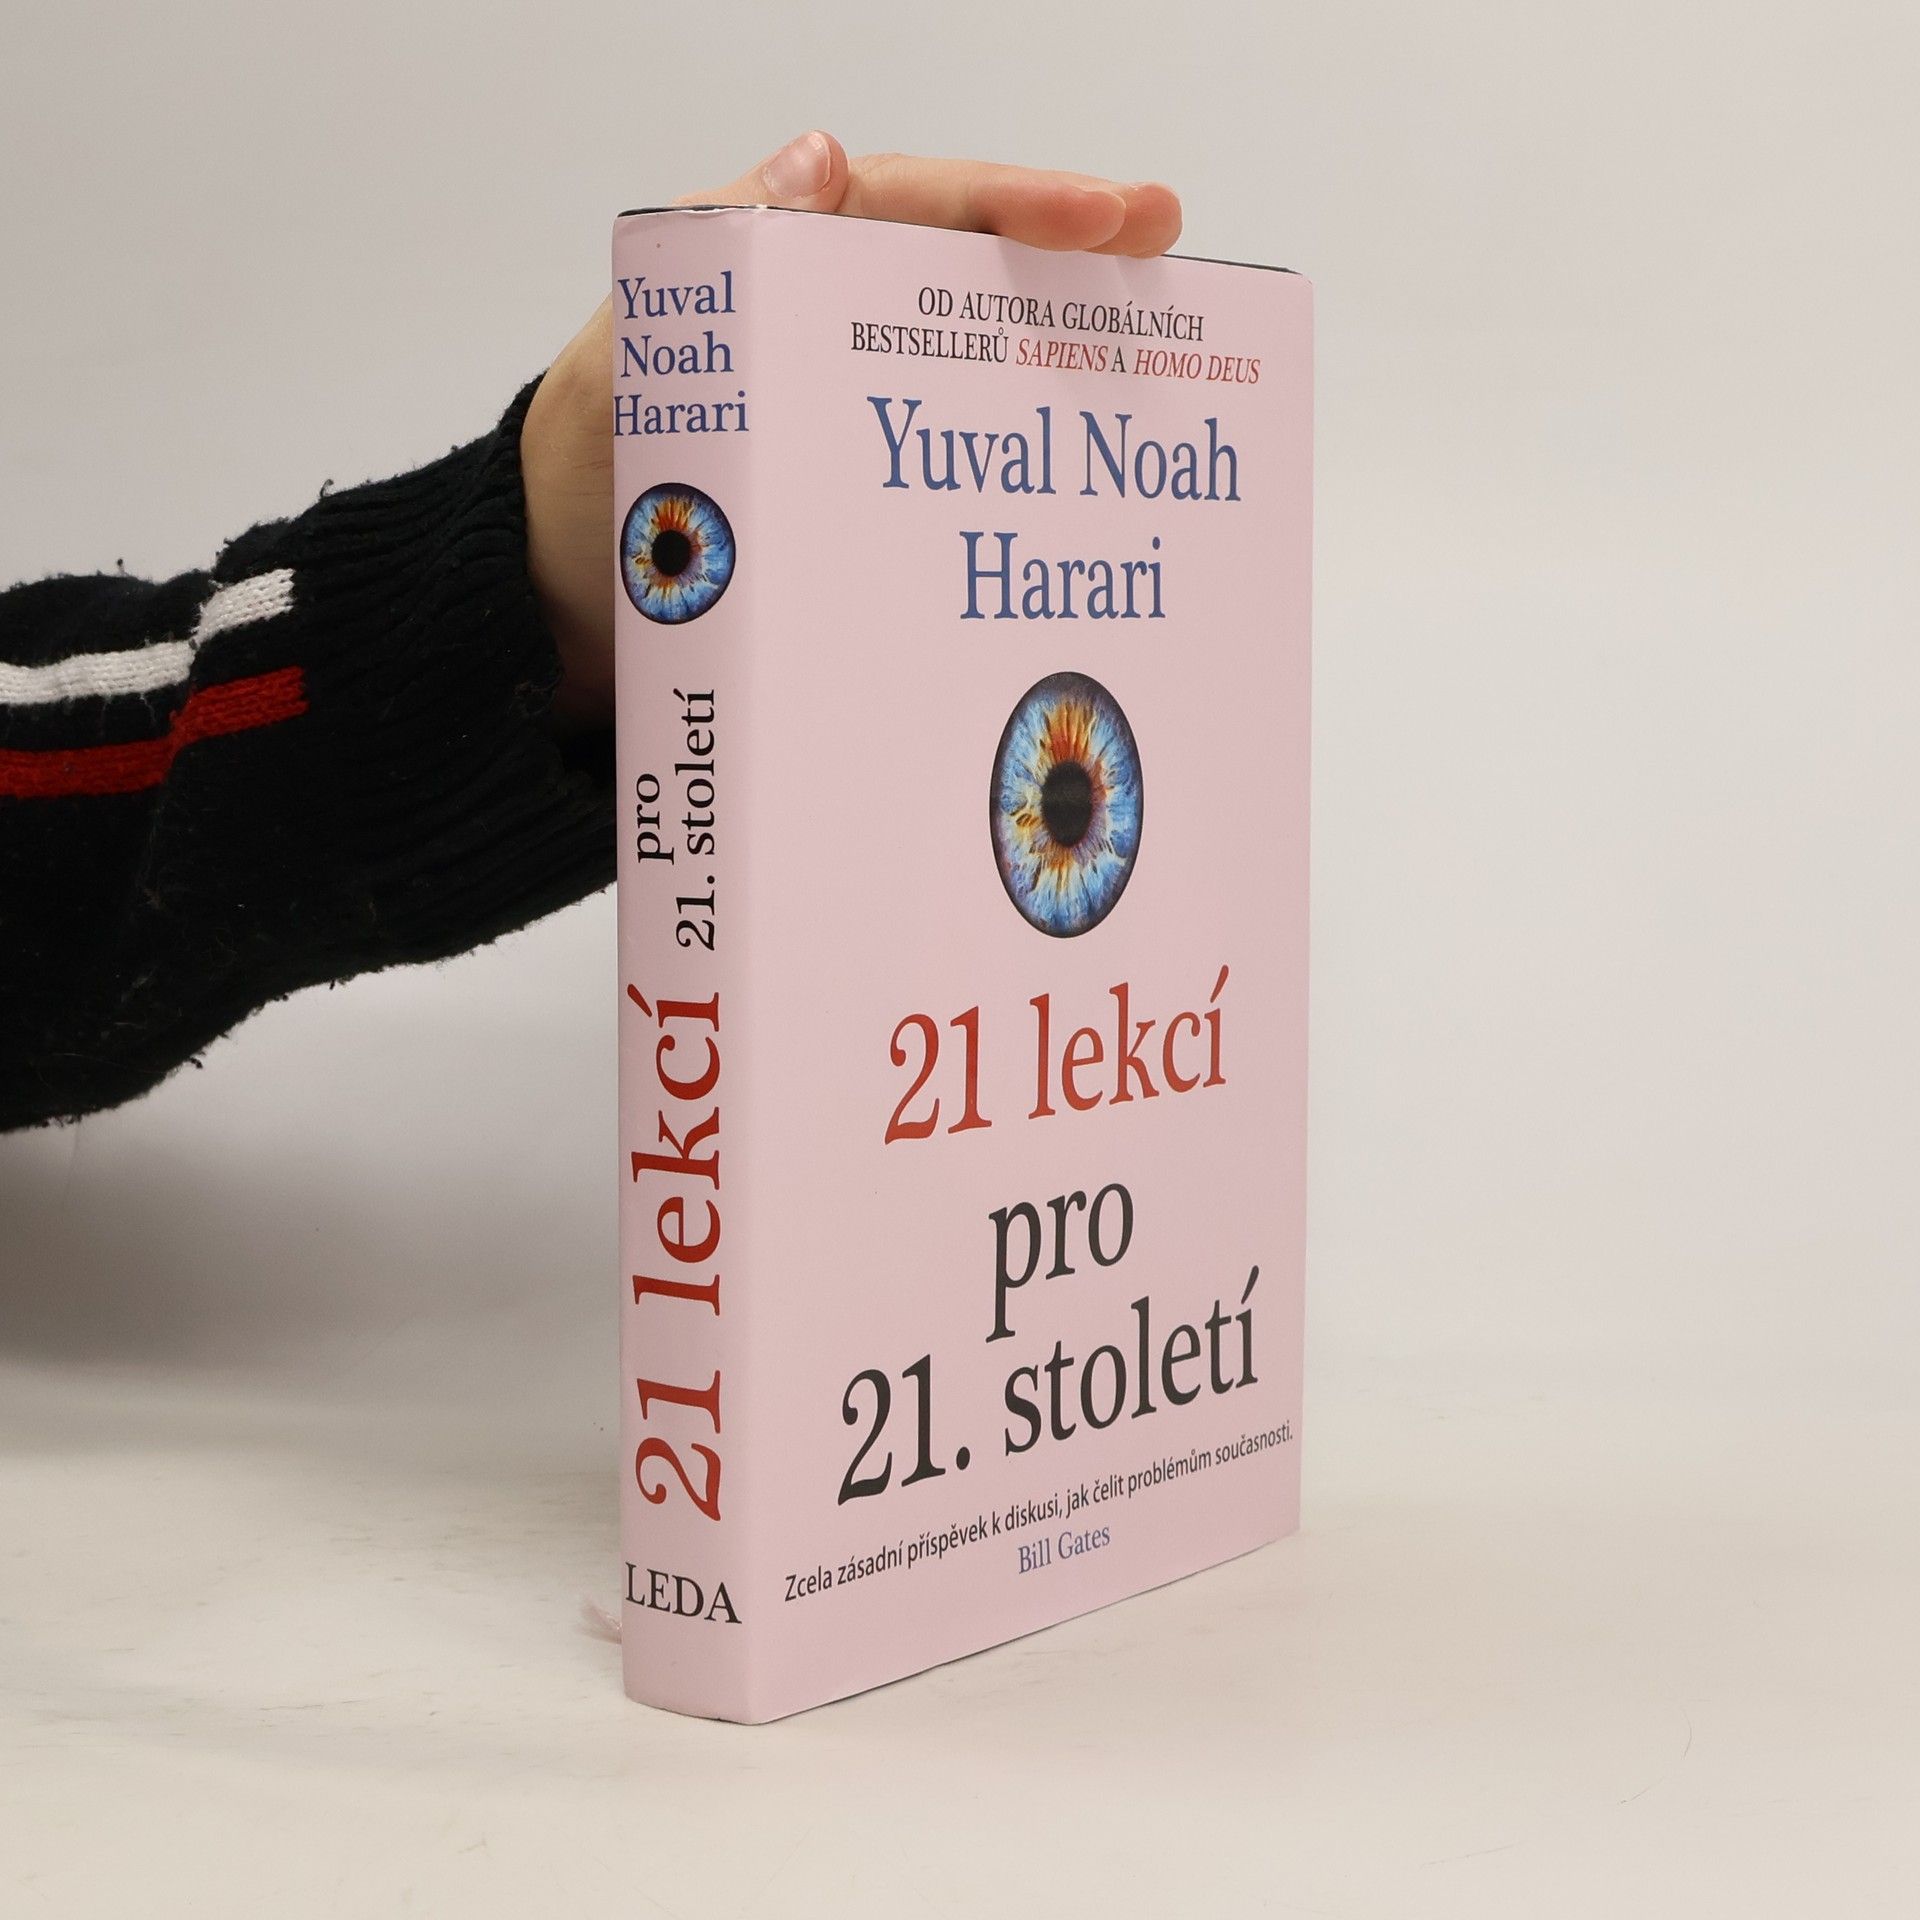 Yuval
Noah
Harari
21 lekcí
pro
21. století
LEDA
OD AUTORA GLOBÁLNÍCH
BESTSELLERŮ SAPIENS A HOMO DEUS
Yuval Noah
Harari
21 lekcí
pro
21. století
Zcela zásadní příspěvek k diskusi, jak čelit problémům současnosti.
Bill Gates